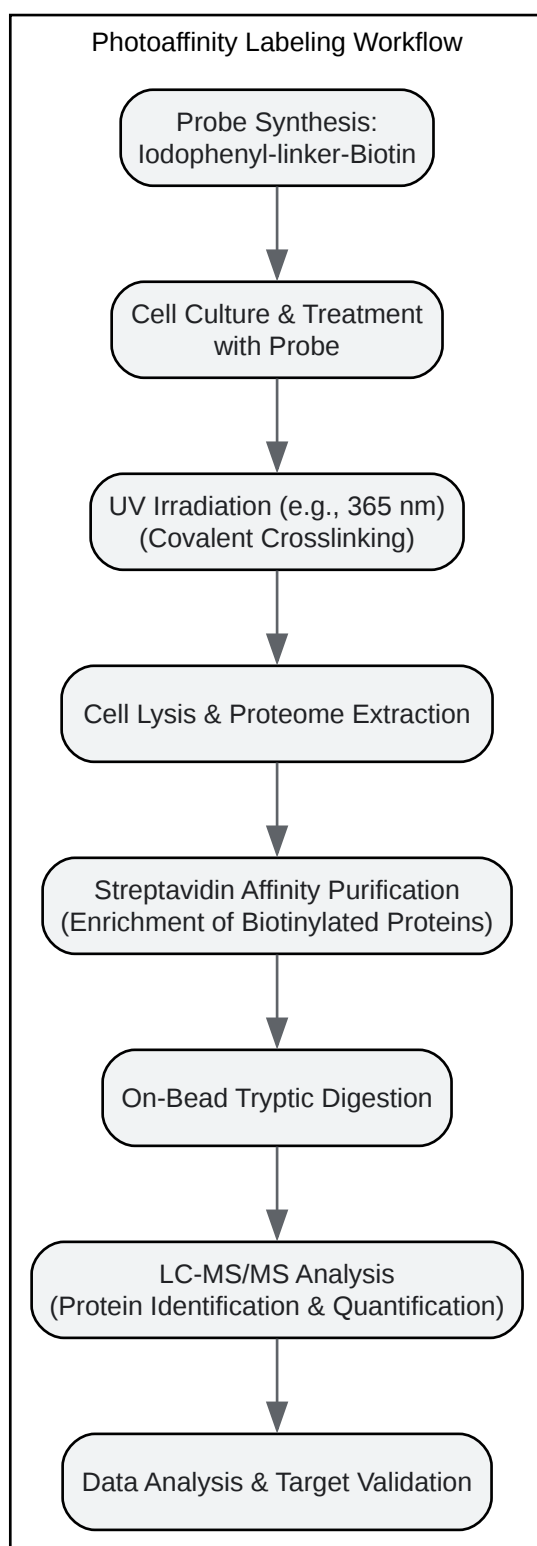 Photoaffinity Labeling Workflow
Probe Synthesis:
Iodophenyl-linker-Biotin
Cell Culture & Treatment
with Probe
UV Irradiation (e.g., 365 nm)
(Covalent Crosslinking)
Cell Lysis & Proteome Extraction
Streptavidin Affinity Purification
(Enrichment of Biotinylated Proteins)
On-Bead Tryptic Digestion
LC-MS/MS Analysis
(Protein Identification & Quantification)
Data Analysis & Target Validation